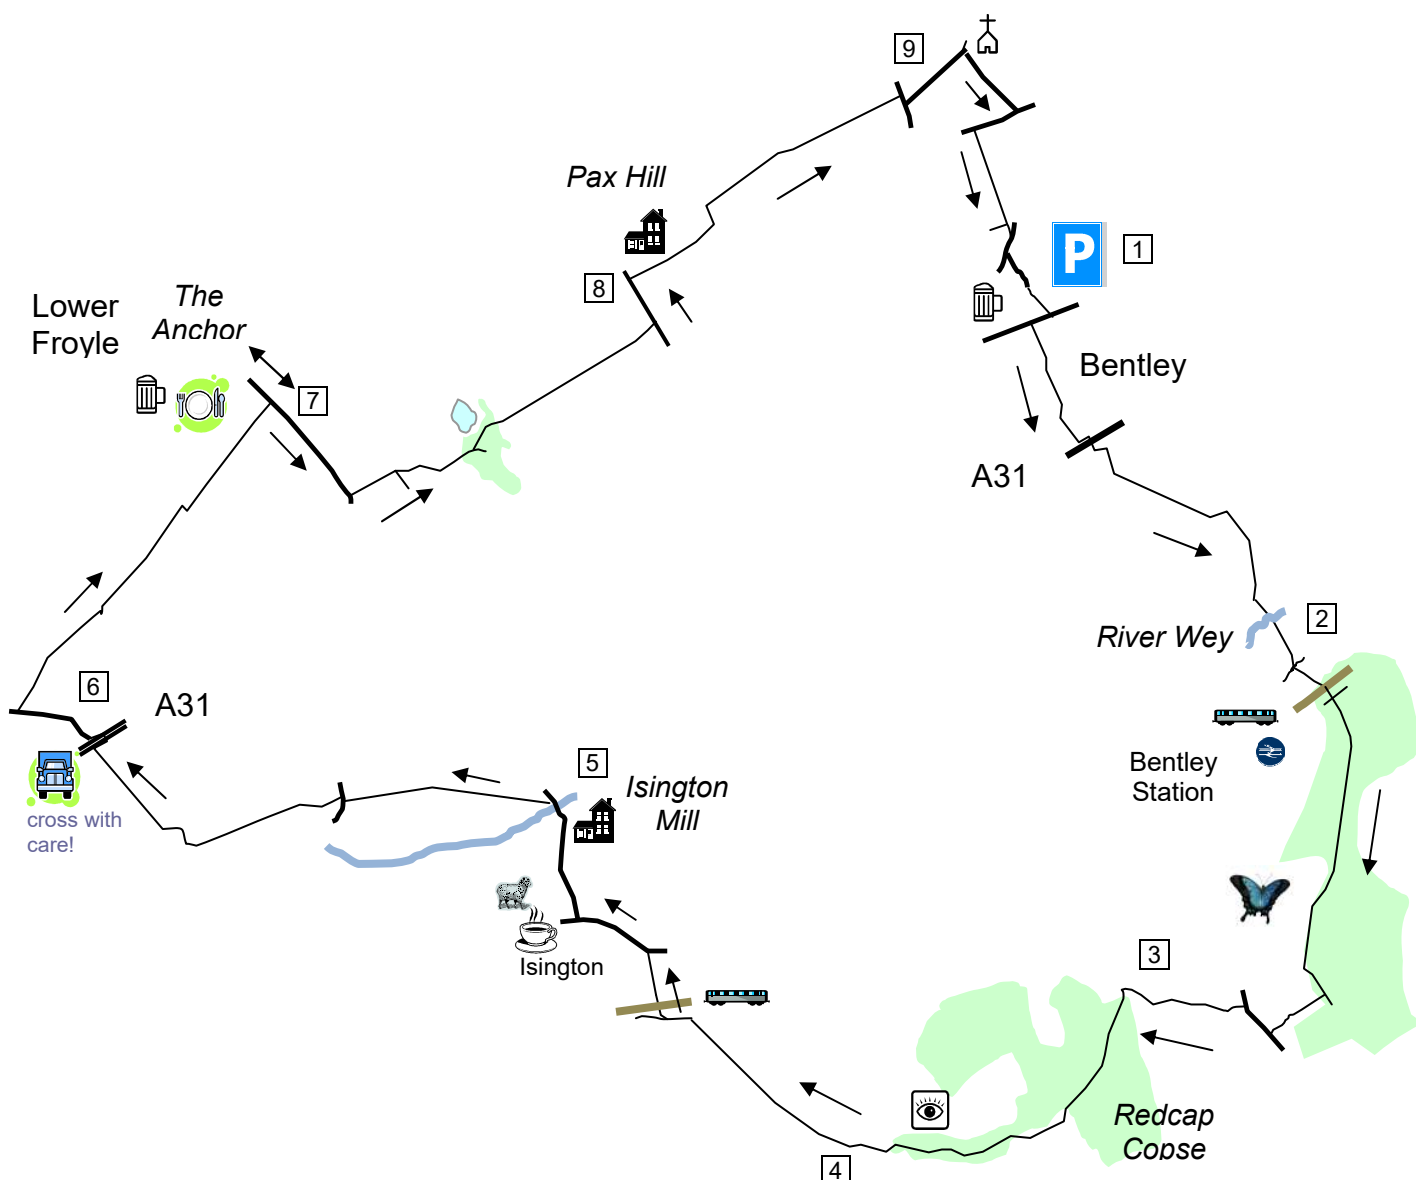 9
Pax Hill
P
1
8
Lower
Froyle
The
Anchor
7
Bentley
A31
2
River Wey
6
A31
Bentley
Station
5
Isington
Mill
cross with
care!
3
Isington
Redcap
Copse
4